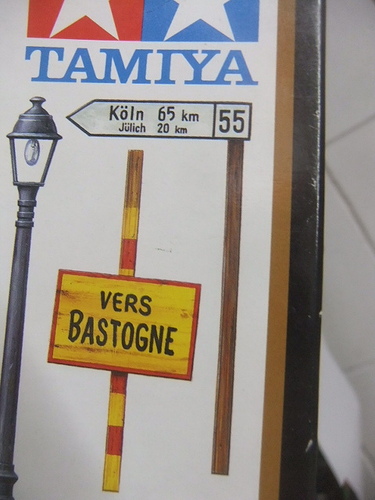 TAMIYA
Köln 65 km
Jülich 20 km
55
VERS
BASTOGNE